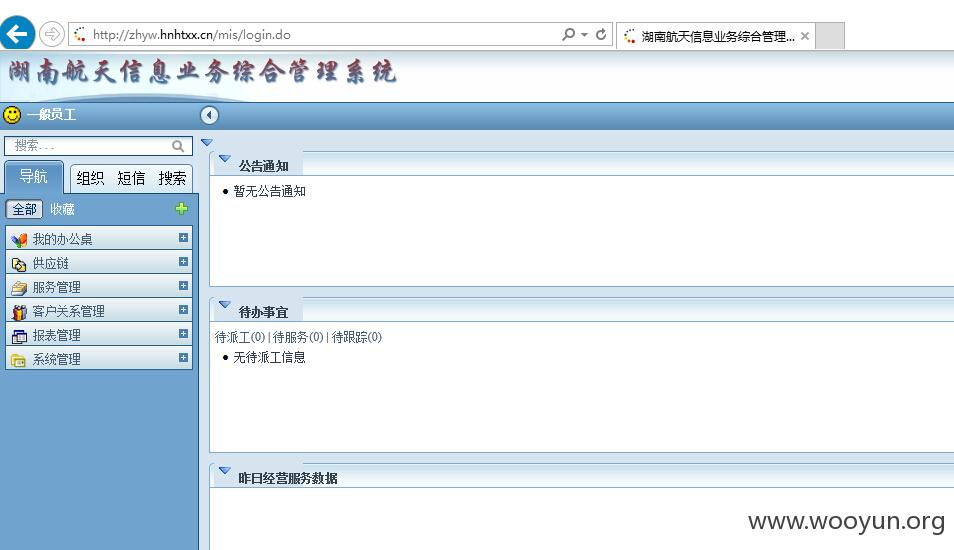 http://zhyw.hnhtxx.cn/mis/login.do
湖南航天信息业务综合管理...
湖南航天信息业务综合管理系统
一般员工
搜索...
导航 组织 短信 搜索
全部 收藏
我的办公桌
供应链
服务管理
客户关系管理
报表管理
系统管理
公告通知
暂无公告通知
待办事宜
待派工(0) | 待服务(0) | 待跟踪(0)
无待派工信息
昨日经营服务数据
www.wooyun.org